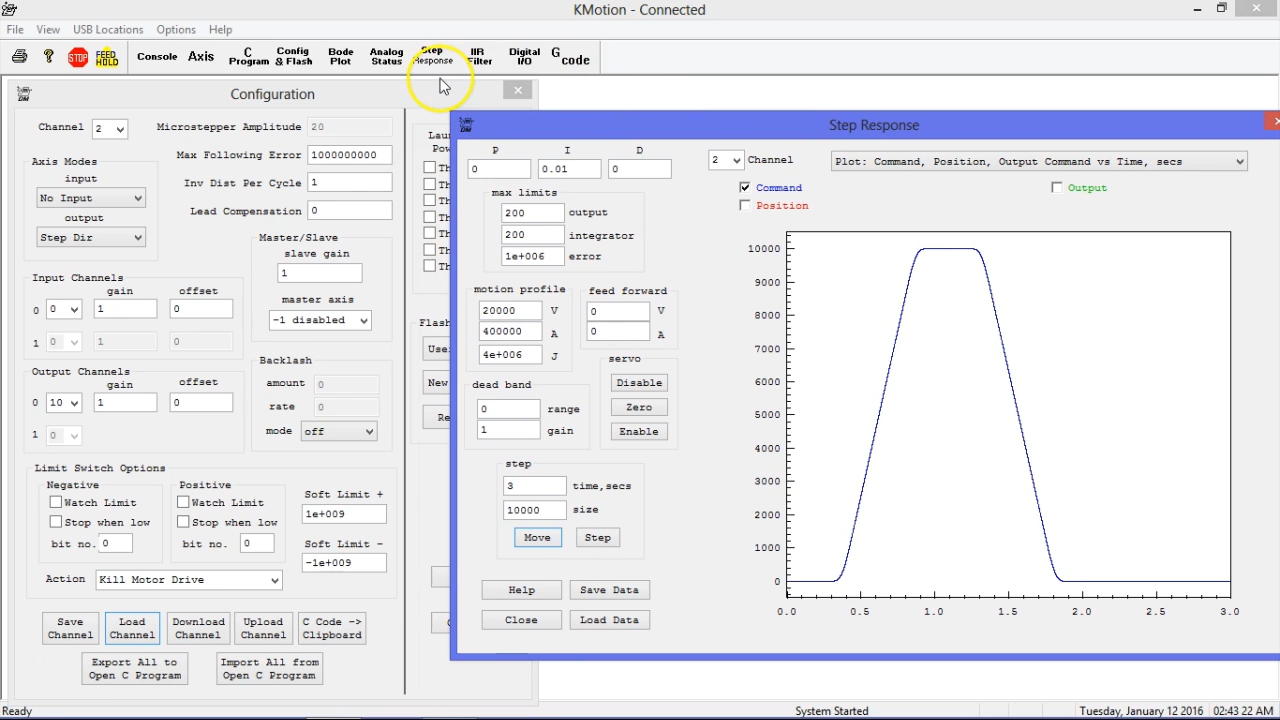 KMotion - Connected
File View USB Locations Options Help
STOP FEED HOLD Console Axis C Program Config & Flash Bode Plot Analog Status Step Response IIR Filter Digital I/O G code
Configuration
Channel 2
Microstepper Amplitude 20
Max Following Error 1000000000
Inv Dist Per Cycle 1
Lead Compensation 0
Axis Modes
input
No Input
output
Step Dir
Master/Slave
slave gain
1
master axis
-1 disabled
Input Channels
gain offset
0 0 1 0
1 0 1 0
Output Channels
gain offset
0 10 1 0
1 0
Backlash
amount 0
rate 0
mode off
Limit Switch Options
Negative
Watch Limit
Stop when low
bit no. 0
Positive
Watch Limit
Stop when low
bit no. 0
Soft Limit +
1e+009
Soft Limit -
-1e+009
Action Kill Motor Drive
Save Channel
Load Channel
Download Channel
Upload Channel
C Code -> Clipboard
Export All to Open C Program
Import All from Open C Program
Flash
New
Step Response
P I D
0 0.01 0
max limits
200 output
200 integrator
1e+006 error
motion profile
20000 V
400000 A
4e+006 J
feed forward
0 V
0 A
dead band
0 range
1 gain
servo
Disable
Zero
Enable
step
3 time,secs
10000 size
Move Step
Help Save Data
Close Load Data
2 Channel
Plot: Command, Position, Output Command vs Time, secs
Command
Position
Output
10000
9000
8000
7000
6000
5000
4000
3000
2000
1000
0
0.0 0.5 1.0 1.5 2.0 2.5 3.0
Ready System Started Tuesday, January 12 2016 02:43:22 AM